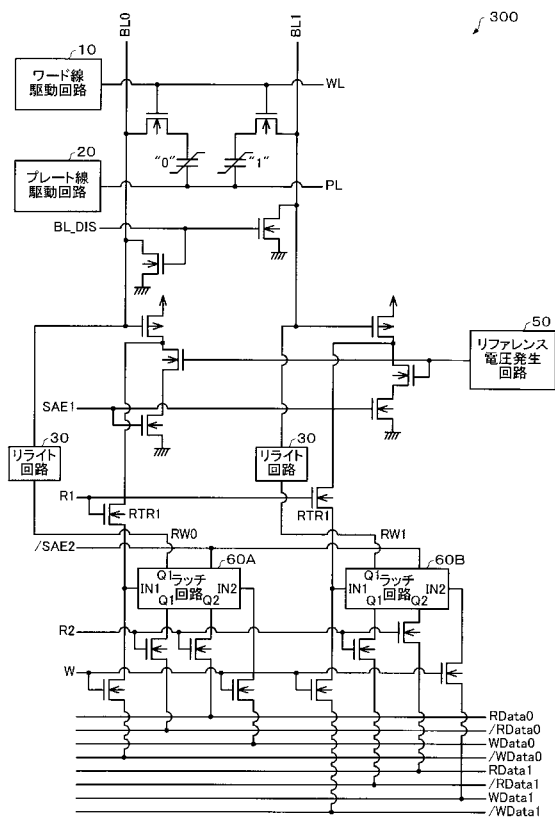 BL0
BL1
300
10
ワード線
駆動回路
WL
20
"0"
"1"
プレート線
駆動回路
PL
BL_DIS
50
リファレンス
電圧発生
回路
SAE1
30
リライト
回路
30
リライト
回路
R1
RTR1
RTR1
RW0
RW1
/SAE2
60A
60B
Q1
IN1
ラッチ
回路
IN2
Q1
Q2
Q1
IN1
ラッチ
回路
IN2
Q1
Q2
R2
W
RData0
/RData0
WData0
/WData0
RData1
/RData1
WData1
/WData1